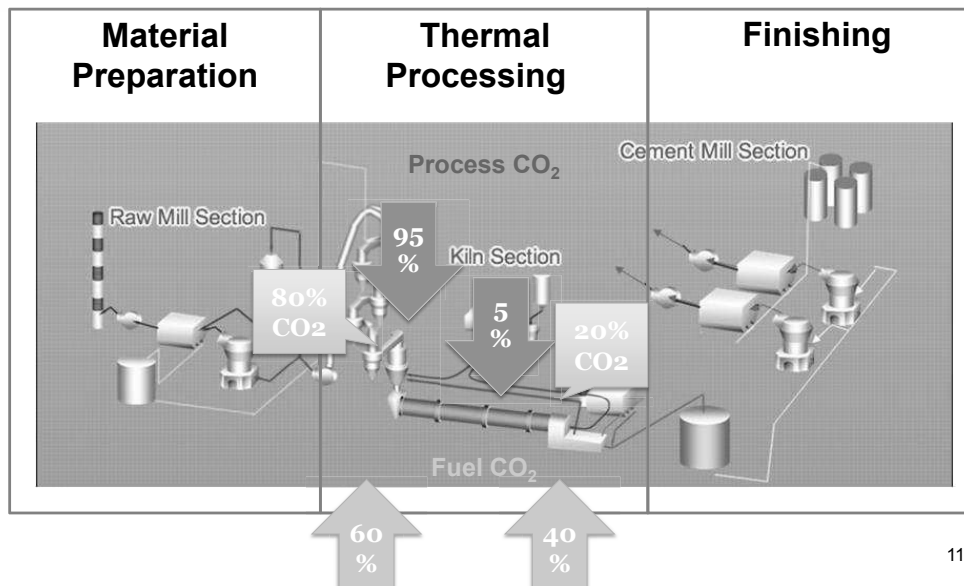 Material
Preparation
Thermal
Processing
Finishing
Process CO₂
Cement Mill Section
Raw Mill Section
95
%
Kiln Section
80%
CO2
5
%
20%
CO2
Fuel CO₂
60
%
40
%
11